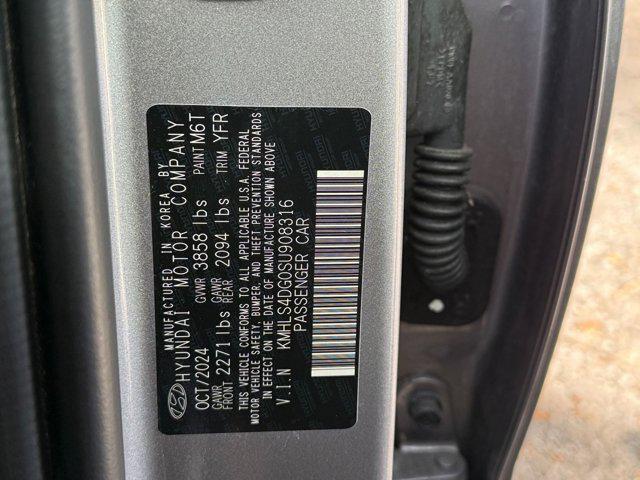 MANUFACTURED IN KOREA BY
HYUNDAI MOTOR COMPANY
OCT/2024 GVWR 3858 lbs PAINT M6T
GAWR FRONT 2271 lbs GAWR REAR 2094 lbs TRIM YFR
THIS VEHICLE CONFORMS TO ALL APPLICABLE U.S.A. FEDERAL
MOTOR VEHICLE SAFETY, BUMPER, AND THEFT PREVENTION STANDARDS
IN EFFECT ON THE DATE OF MANUFACTURE SHOWN ABOVE
V.I.N KMHLS4DG0SU908316
PASSENGER CAR